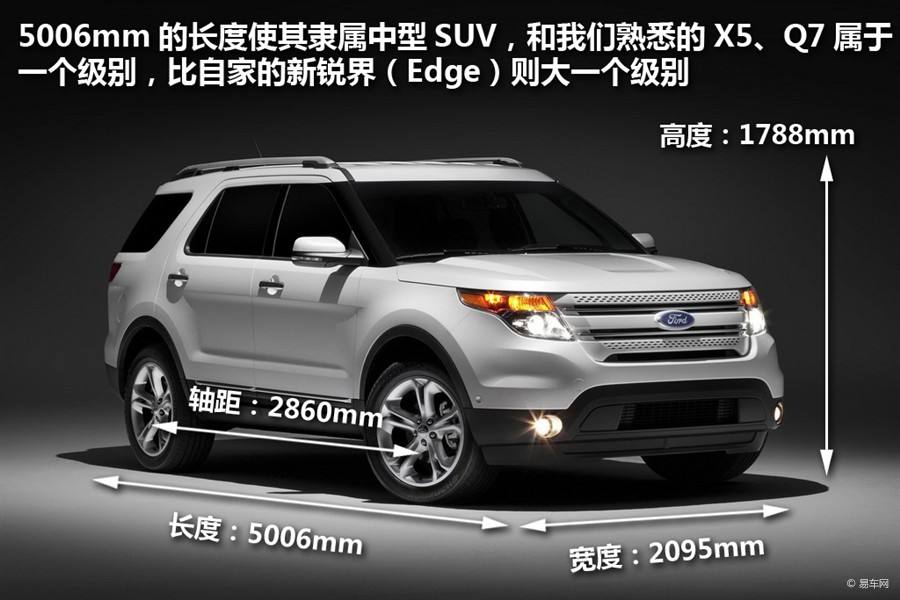 5006mm 的长度使其隶属中型 SUV，和我们熟悉的 X5、Q7 属于
一个级别，比自家的新锐界（Edge）则大一个级别
高度：1788mm
Ford
轴距：2860mm
长度：5006mm
宽度：2095mm
© 易车网